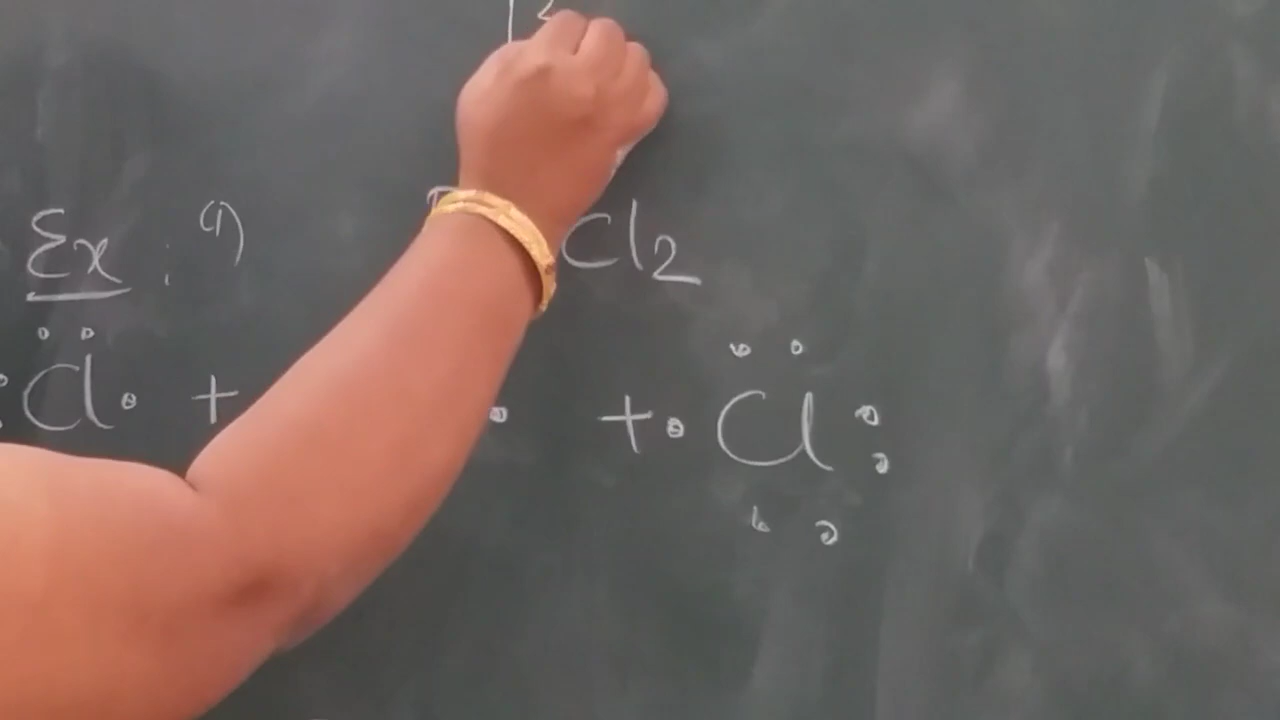 Ex : (1) Cl2
:Cl· + · + ·Cl: